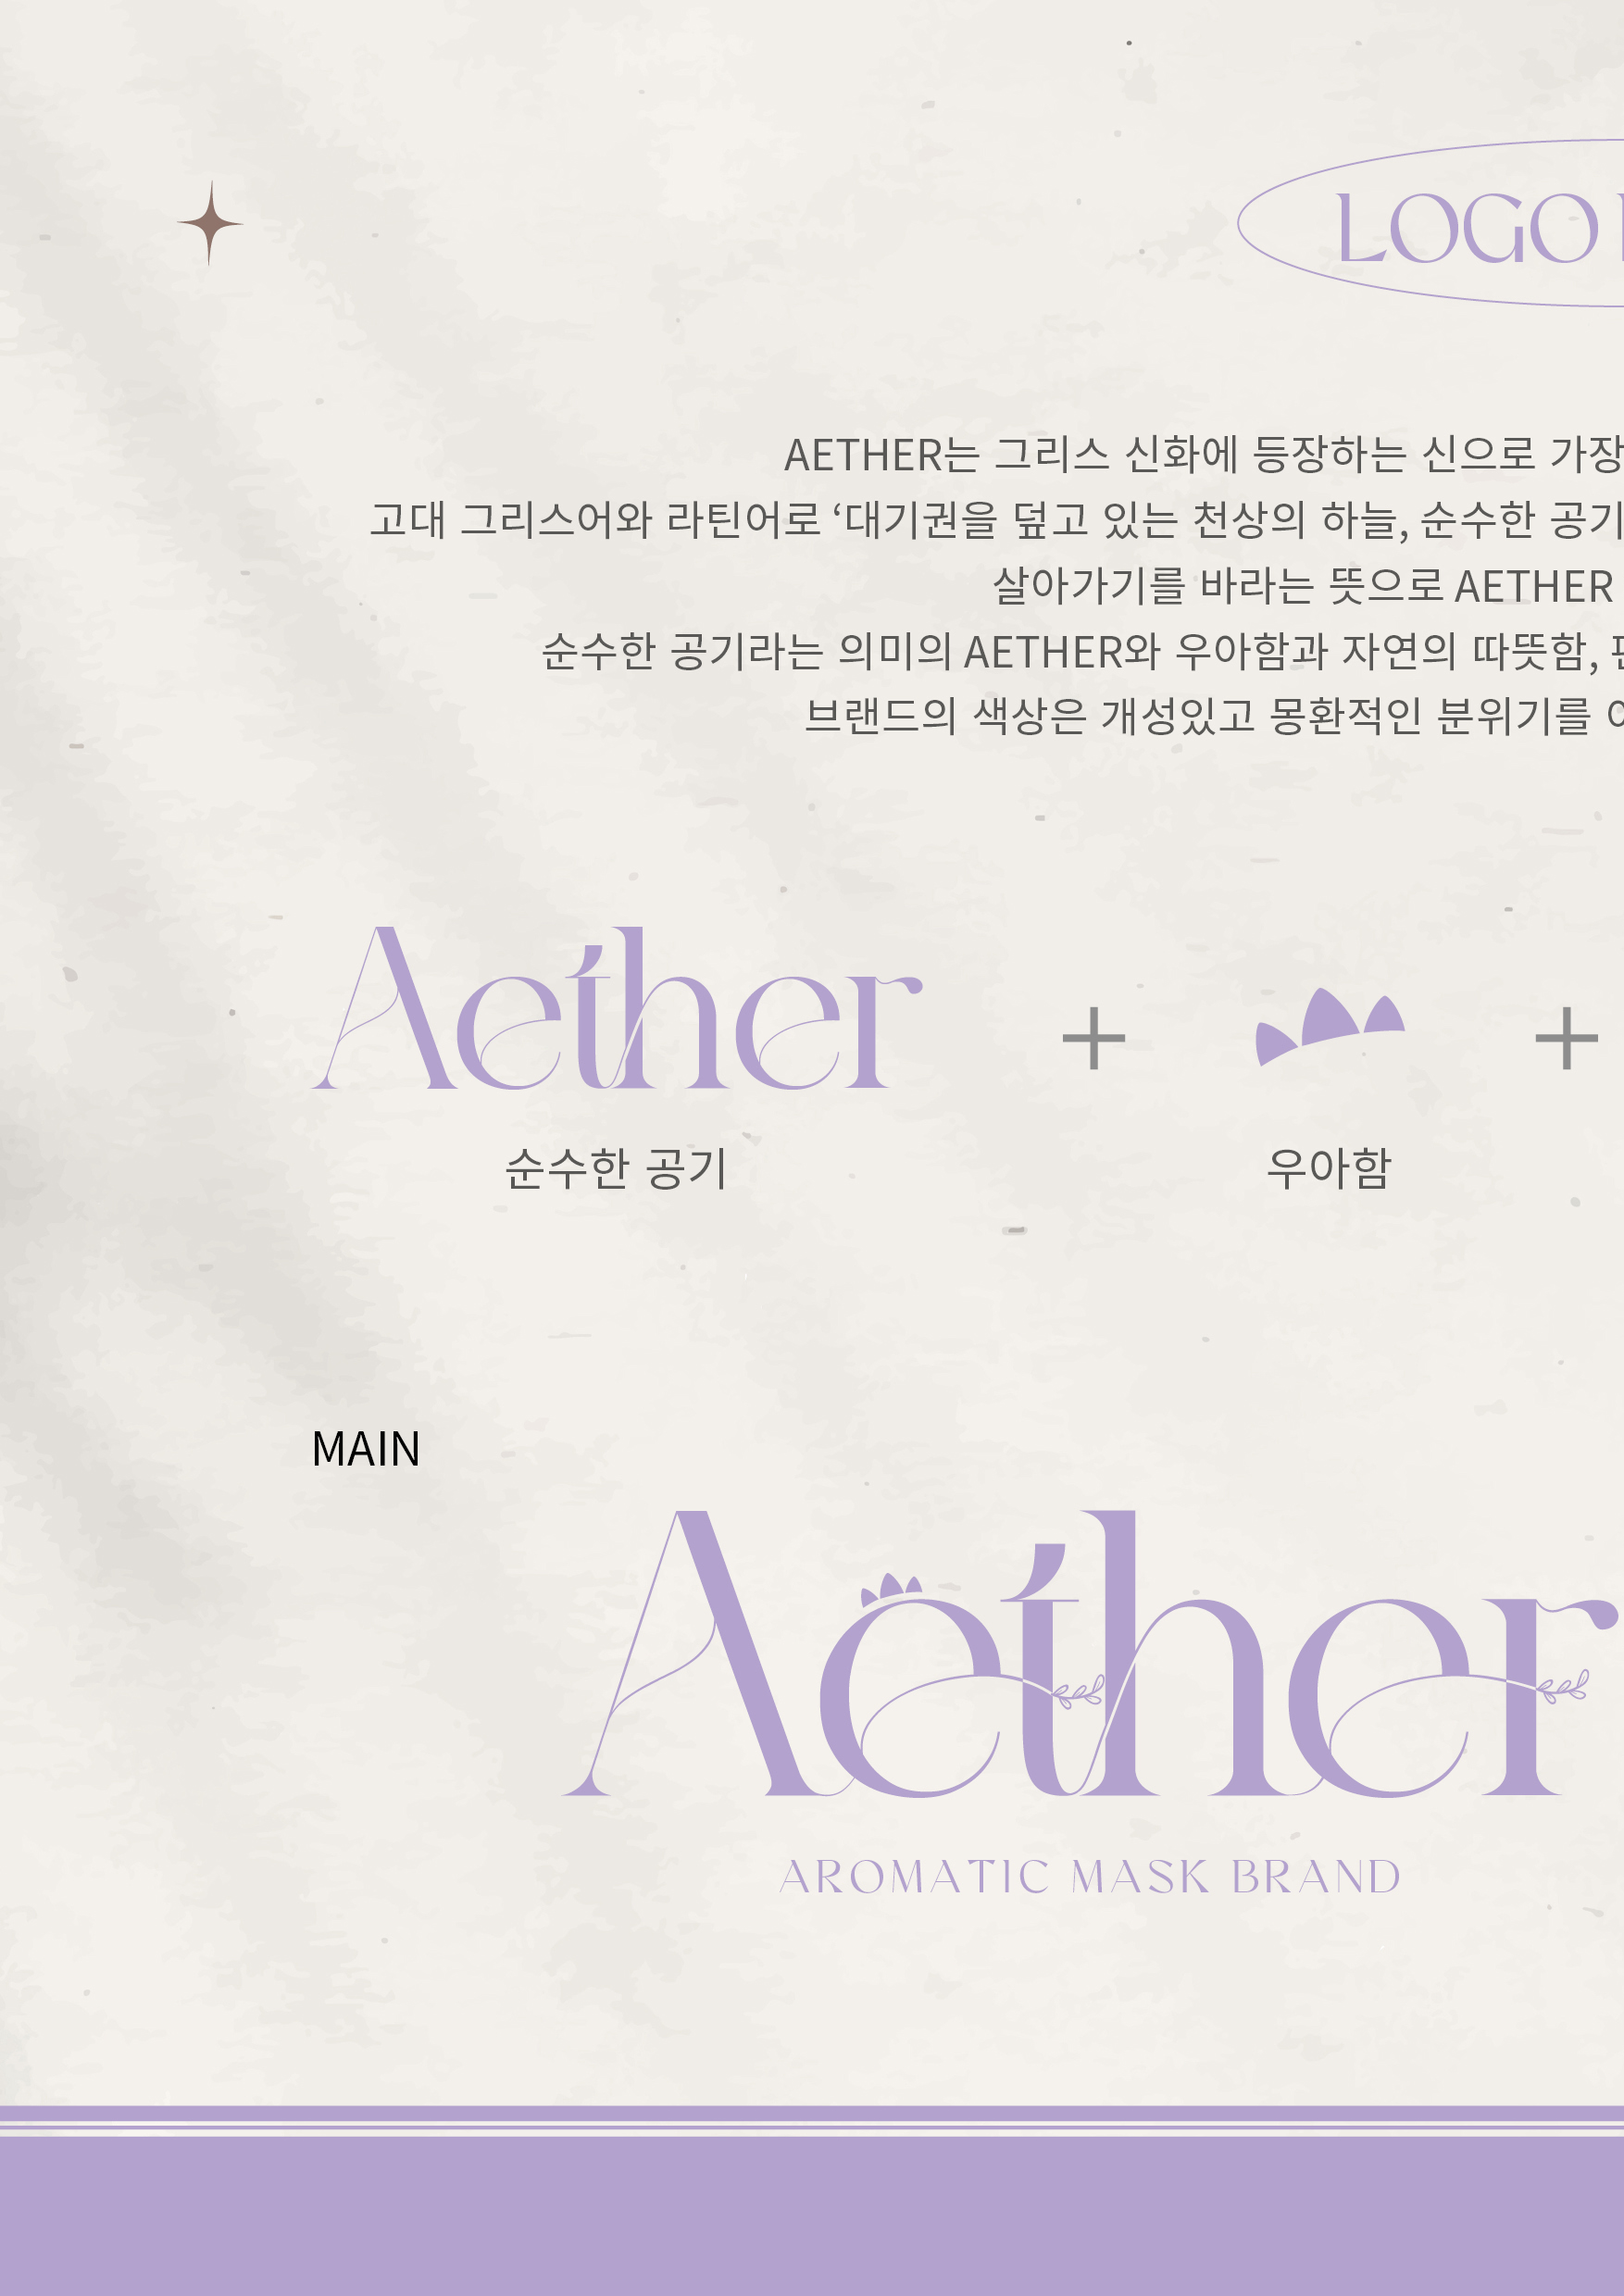 LOGO
AETHER는 그리스 신화에 등장하는 신으로 가장
고대 그리스어와 라틴어로 ‘대기권을 덮고 있는 천상의 하늘, 순수한 공기
살아가기를 바라는 뜻으로 AETHER
순수한 공기라는 의미의 AETHER와 우아함과 자연의 따뜻함,
브랜드의 색상은 개성있고 몽환적인 분위기를
Aether
+
+
순수한 공기
우아함
MAIN
Aether
AROMATIC MASK BRAND